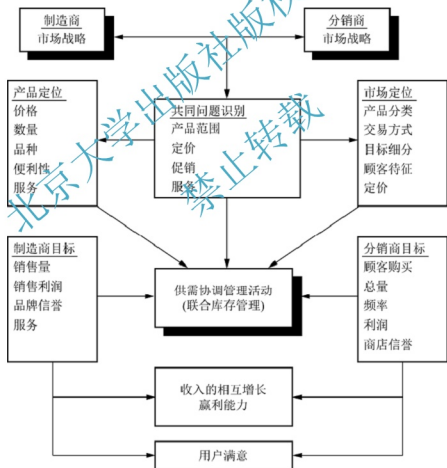 制造商
市场战略
分销商
市场战略
产品定位
价格
数量
品种
便利性
服务
共同问题识别
产品范围
定价
促销
服务
市场定位
产品分类
交易方式
目标细分
顾客特征
定价
制造商目标
销售量
销售利润
品牌信誉
服务
供需协调管理活动
(联合库存管理)
分销商目标
顾客购买
总量
频率
利润
商店信誉
收入的相互增长
赢利能力
用户满意
北京大学出版社版权
禁止转载